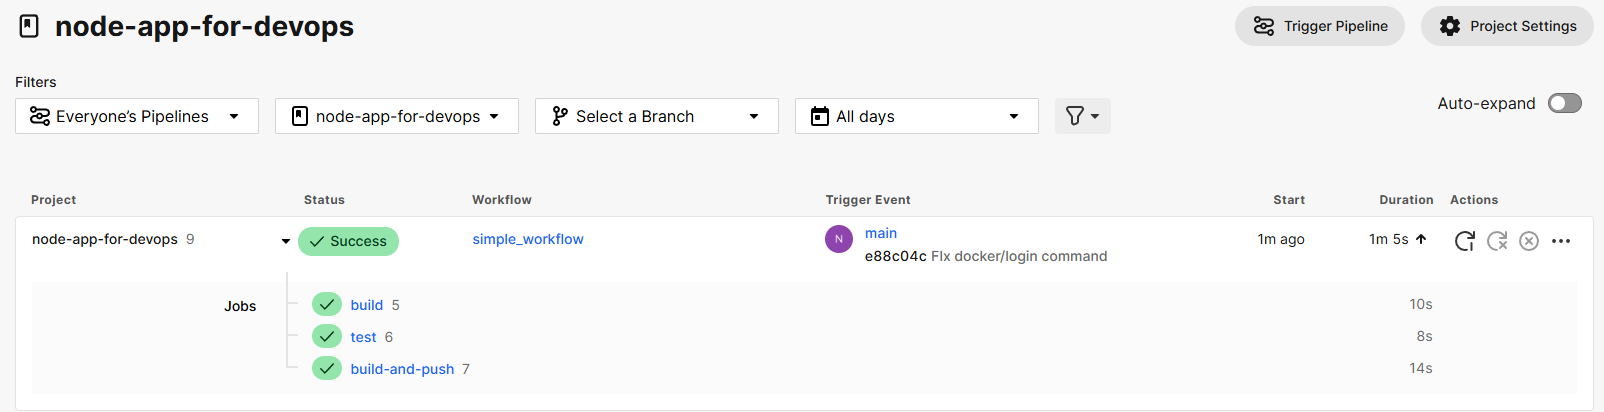 node-app-for-devops
Trigger Pipeline
Project Settings
Filters
Everyone’s Pipelines
node-app-for-devops
Select a Branch
All days
Auto-expand
Project Status Workflow Trigger Event Start Duration Actions
node-app-for-devops 9 Success simple_workflow N main 1m ago 1m 5s
e88c04c FIx docker/login command
Jobs
build 5 10s
test 6 8s
build-and-push 7 14s